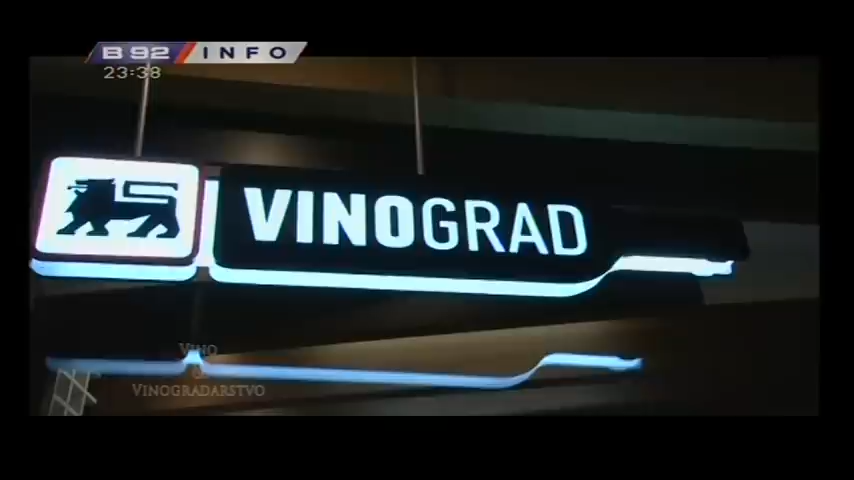 B 92 INFO
23:38
VINOGRAD
VINO
&
VINOGRADARSTVO